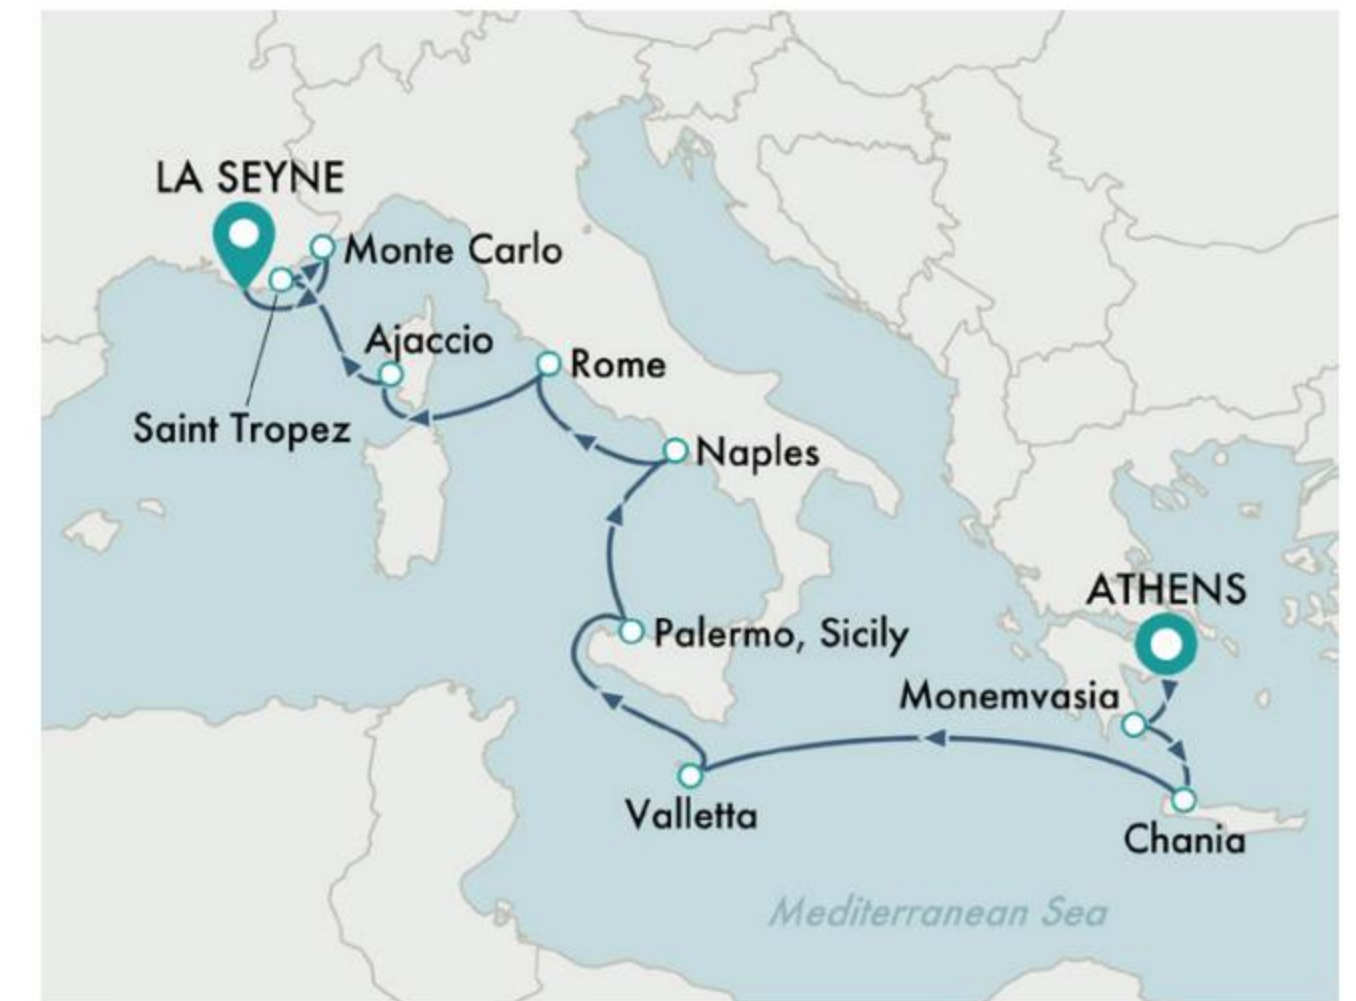 LA SEYNE
Monte Carlo
Ajaccio
Rome
Saint Tropez
Naples
ATHENS
Palermo, Sicily
Monemvasia
Valletta
Chania
Mediterranean Sea